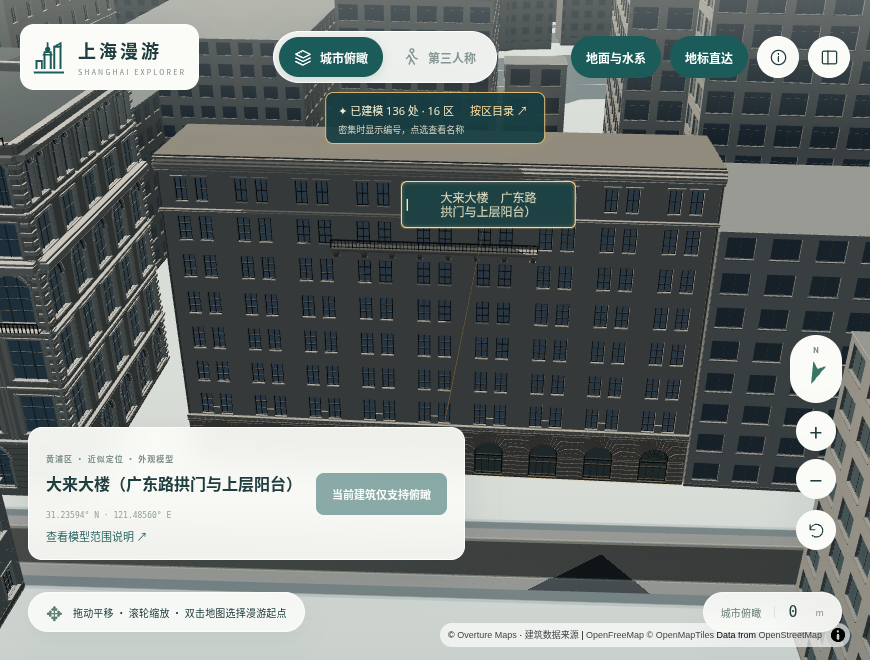 上海漫游
SHANGHAI EXPLORER
城市俯瞰
第三人称
地面与水系
地标直达
✦ 已建模 136 处 · 16 区 按区目录 ↗
密集时显示编号，点选查看名称
大来大楼 广东路
拱门与上层阳台）
N
黄浦区 · 近似定位 · 外观模型
大来大楼（广东路拱门与上层阳台）
当前建筑仅支持俯瞰
31.23594° N · 121.48560° E
查看模型范围说明 ↗
拖动平移 · 滚轮缩放 · 双击地图选择漫游起点
城市俯瞰 0 m
© Overture Maps · 建筑数据来源 | OpenFreeMap © OpenMapTiles Data from OpenStreetMap